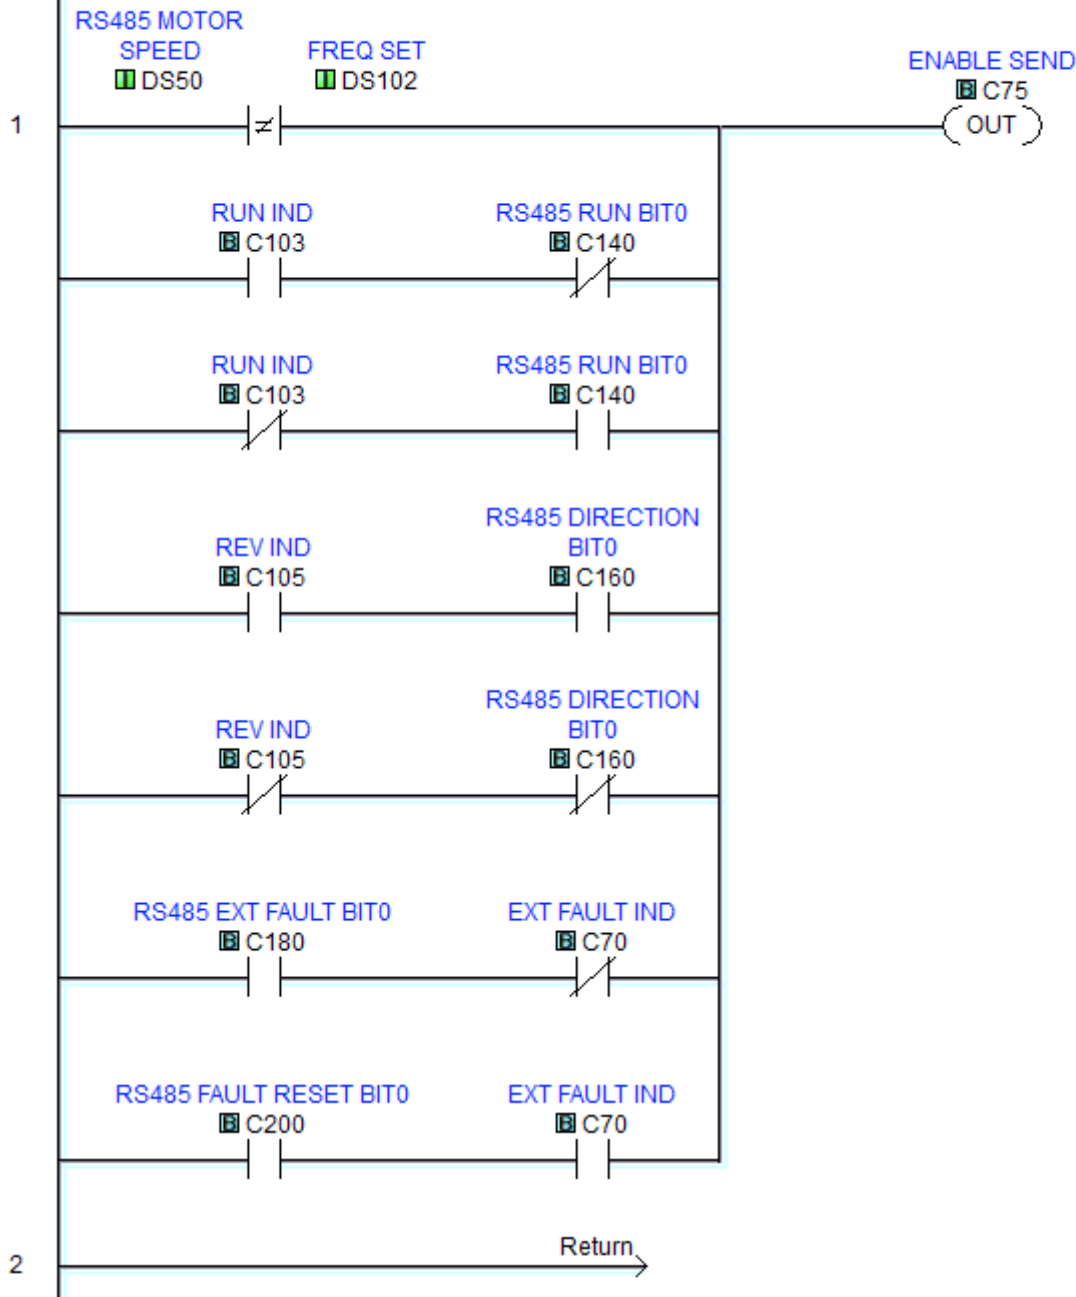 RS485 MOTOR
SPEED
DS50
FREQ SET
DS102
≠
ENABLE SEND
B C75
OUT
1
RUN IND
B C103
RS485 RUN BIT0
B C140
RUN IND
B C103
RS485 RUN BIT0
B C140
REV IND
B C105
RS485 DIRECTION
BIT0
B C160
REV IND
B C105
RS485 DIRECTION
BIT0
B C160
RS485 EXT FAULT BIT0
B C180
EXT FAULT IND
B C70
RS485 FAULT RESET BIT0
B C200
EXT FAULT IND
B C70
2
Return